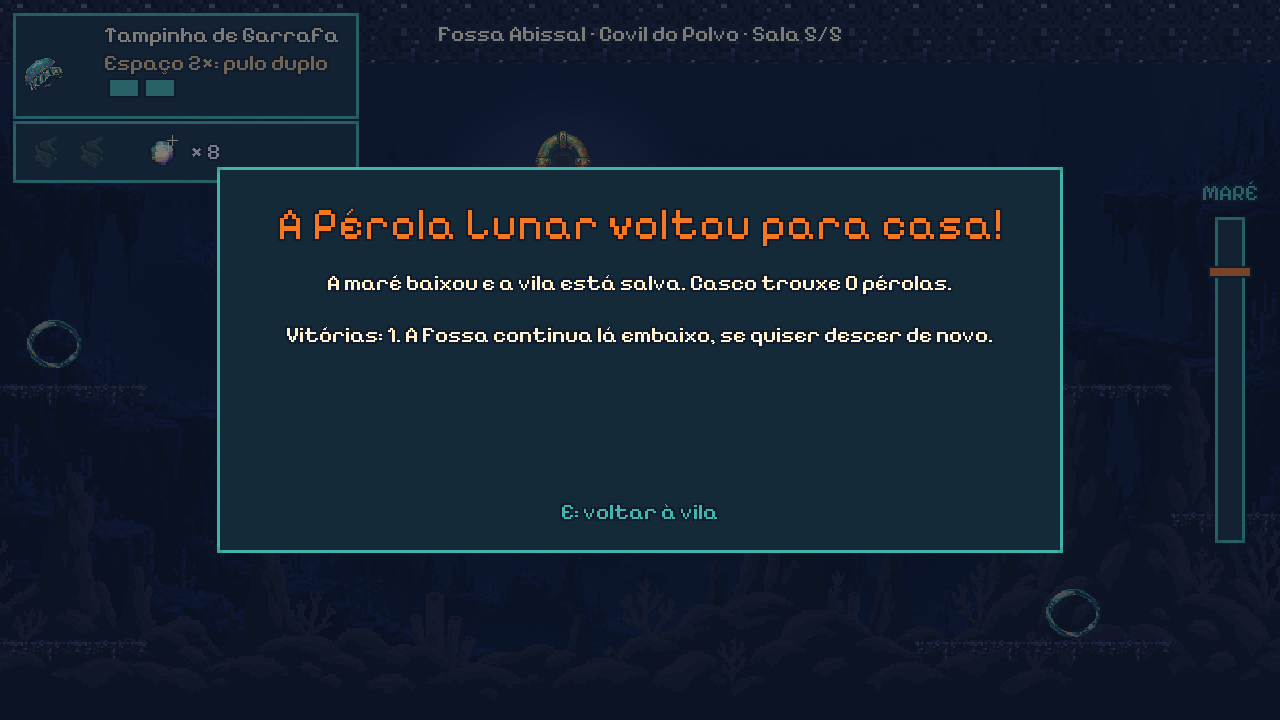 Tampinha de Garrafa
Espaço 2×: pulo duplo
× 8
Fossa Abissal · Covil do Polvo · Sala 8/8
MARÉ
A Pérola Lunar voltou para casa!
A maré baixou e a vila está salva. Casco trouxe 0 pérolas.
Vitórias: 1. A Fossa continua lá embaixo, se quiser descer de novo.
E: voltar à vila